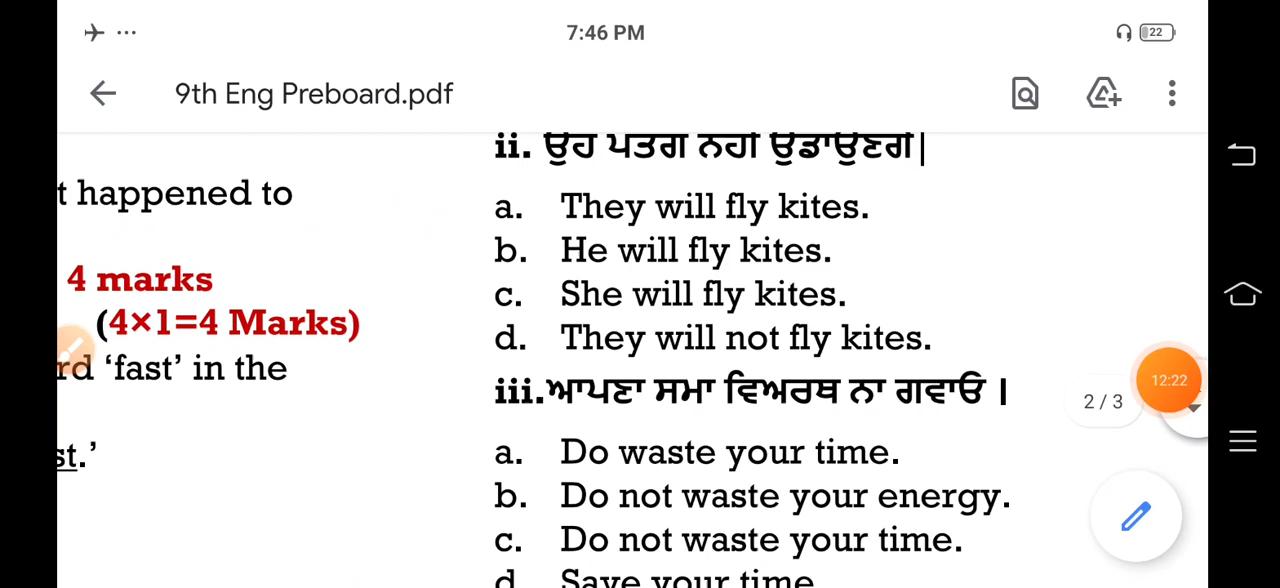 7:46 PM
22
9th Eng Preboard.pdf
t happened to
4 marks
(4×1=4 Marks)
rd ‘fast’ in the
st.’
ii. ਉਹ ਪਤੰਗ ਨਹੀਂ ਉਡਾਉਣਗੇ|
a. They will fly kites.
b. He will fly kites.
c. She will fly kites.
d. They will not fly kites.
iii.ਆਪਣਾ ਸਮਾ ਵਿਅਰਥ ਨਾ ਗਵਾਓ ।
a. Do waste your time.
b. Do not waste your energy.
c. Do not waste your time.
d. Save your time
2 / 3
12:22